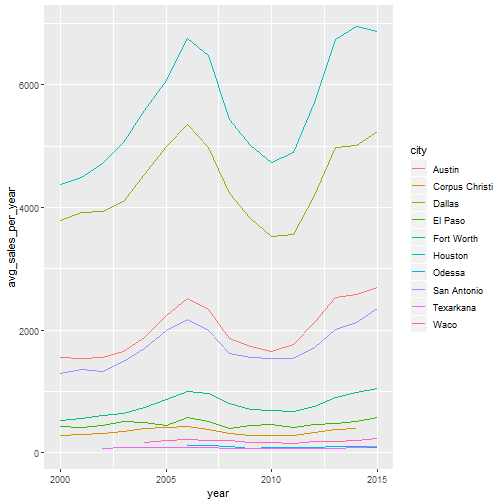 6000
4000
2000
0
avg_sales_per_year
2000
2005
2010
2015
year
city
Austin
Corpus Christi
Dallas
El Paso
Fort Worth
Houston
Odessa
San Antonio
Texarkana
Waco